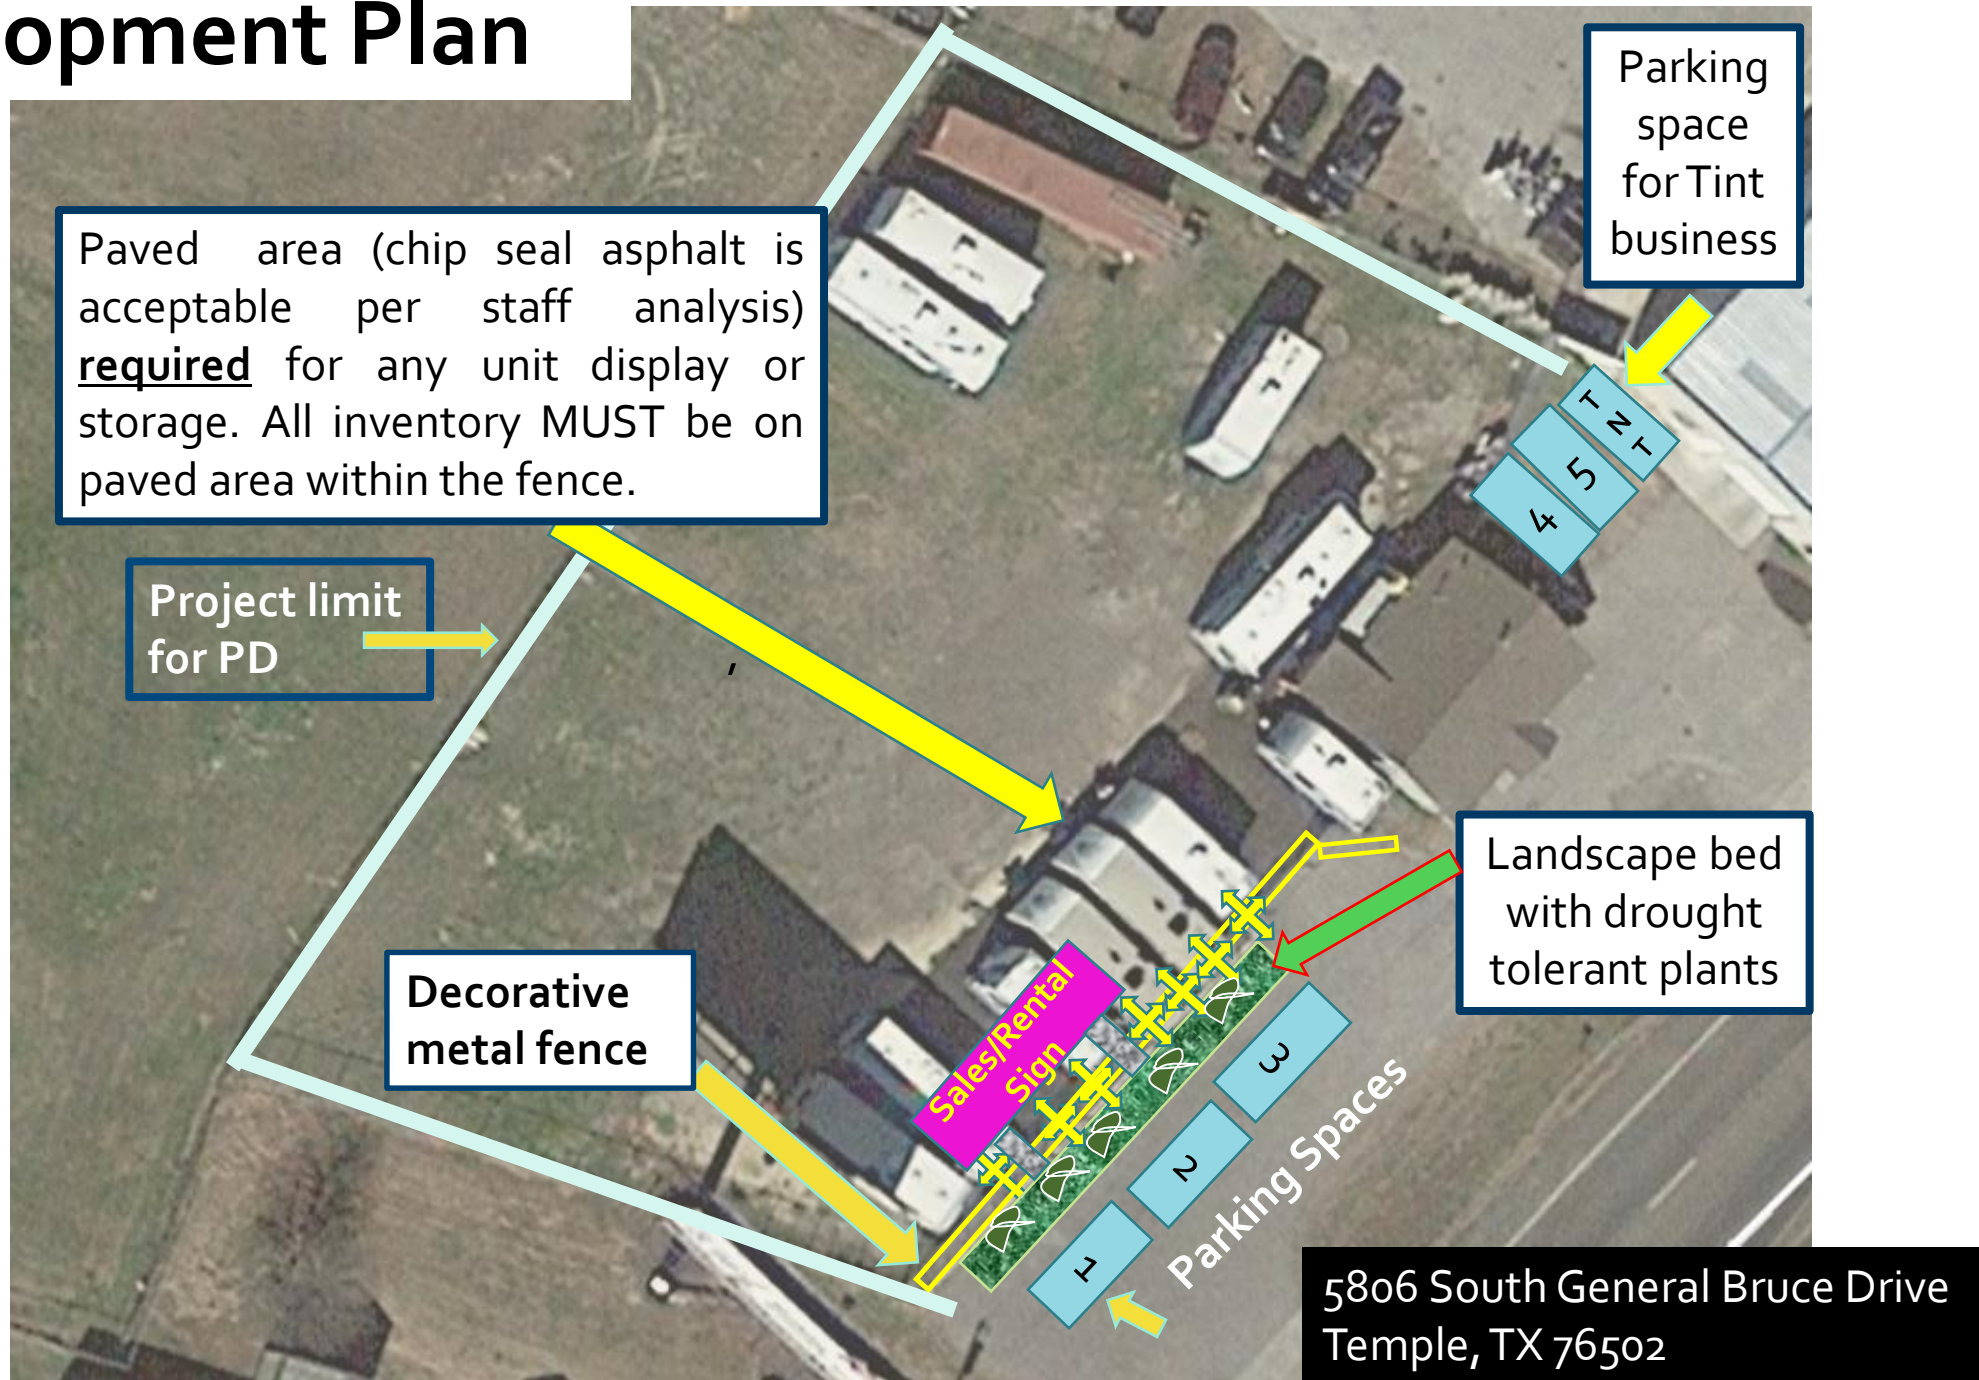 opment Plan
Parking
space
for Tint
business
Paved area (chip seal asphalt is
acceptable per staff analysis)
required for any unit display or
storage. All inventory MUST be on
paved area within the fence.
TNT
5
4
Project limit
for PD
,
Landscape bed
with drought
tolerant plants
Decorative
metal fence
Sales/Rental
Sign
3
2
1
Parking Spaces
5806 South General Bruce Drive
Temple, TX 76502